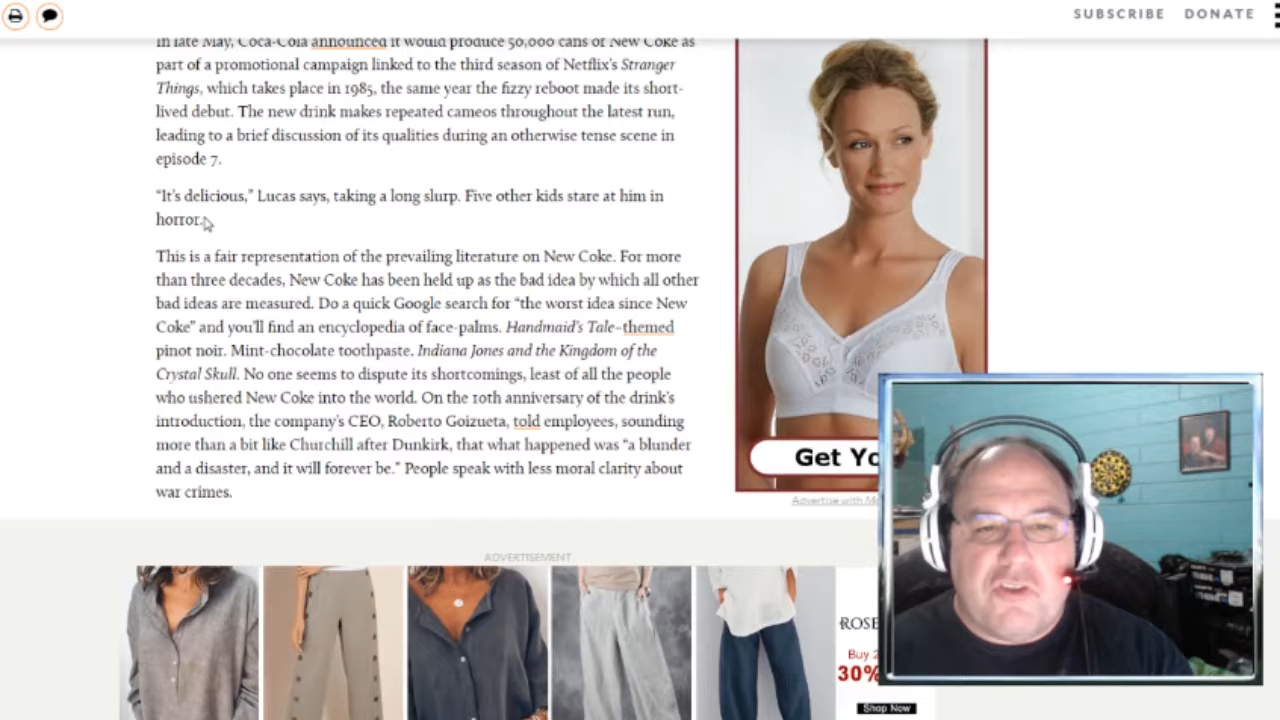 SUBSCRIBE DONATE
In late May, Coca-Cola announced it would produce 50,000 cans of New Coke as
part of a promotional campaign linked to the third season of Netflix's Stranger
Things, which takes place in 1985, the same year the fizzy reboot made its short-
lived debut. The new drink makes repeated cameos throughout the latest run,
leading to a brief discussion of its qualities during an otherwise tense scene in
episode 7.
“It's delicious,” Lucas says, taking a long slurp. Five other kids stare at him in
horror.
This is a fair representation of the prevailing literature on New Coke. For more
than three decades, New Coke has been held up as the bad idea by which all other
bad ideas are measured. Do a quick Google search for “the worst idea since New
Coke” and you'll find an encyclopedia of face-palms. Handmaid's Tale–themed
pinot noir. Mint-chocolate toothpaste. Indiana Jones and the Kingdom of the
Crystal Skull. No one seems to dispute its shortcomings, least of all the people
who ushered New Coke into the world. On the 10th anniversary of the drink's
introduction, the company's CEO, Roberto Goizueta, told employees, sounding
more than a bit like Churchill after Dunkirk, that what happened was “a blunder
and a disaster, and it will forever be.” People speak with less moral clarity about
war crimes.
Get Yo
Advertise with M
ADVERTISEMENT
ROSE
Buy 2
30%
Shop Now